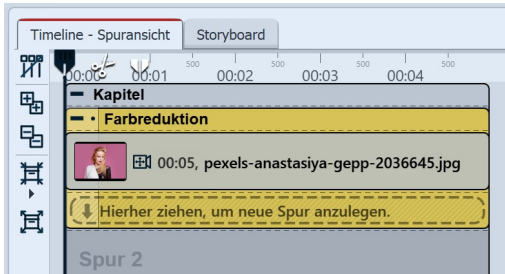 Timeline - Spuransicht Storyboard
500 500 500 500
00:00 00:01 00:02 00:03 00:04
Kapitel
Farbreduktion
00:05, pexels-anastasiya-gepp-2036645.jpg
Hierher ziehen, um neue Spur anzulegen.
Spur 2